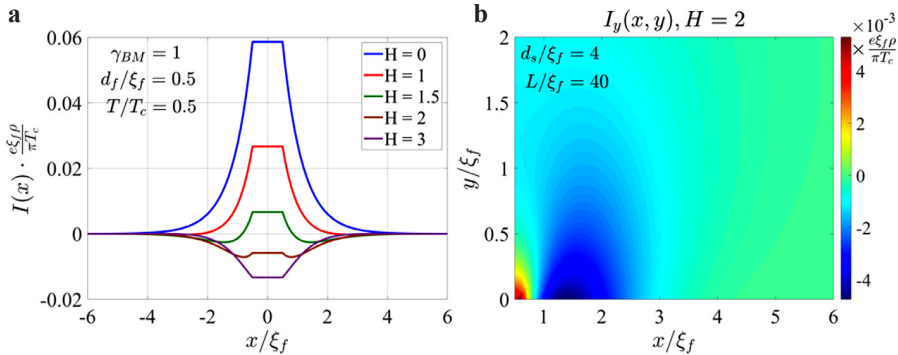 a
0.06
0.04
0.02
0
-0.02
I(x) · eξ_fρ/πT_c
γ_BM = 1
d_f/ξ_f = 0.5
T/T_c = 0.5
H = 0
H = 1
H = 1.5
H = 2
H = 3
-6 -4 -2 0 2 4 6
x/ξ_f
b
I_y(x, y), H = 2
d_s/ξ_f = 4
L/ξ_f = 40
2
1.5
1
0.5
0
y/ξ_f
1 2 3 4 5 6
x/ξ_f
×10⁻³
× eξ_fρ/πT_c
4
2
0
-2
-4